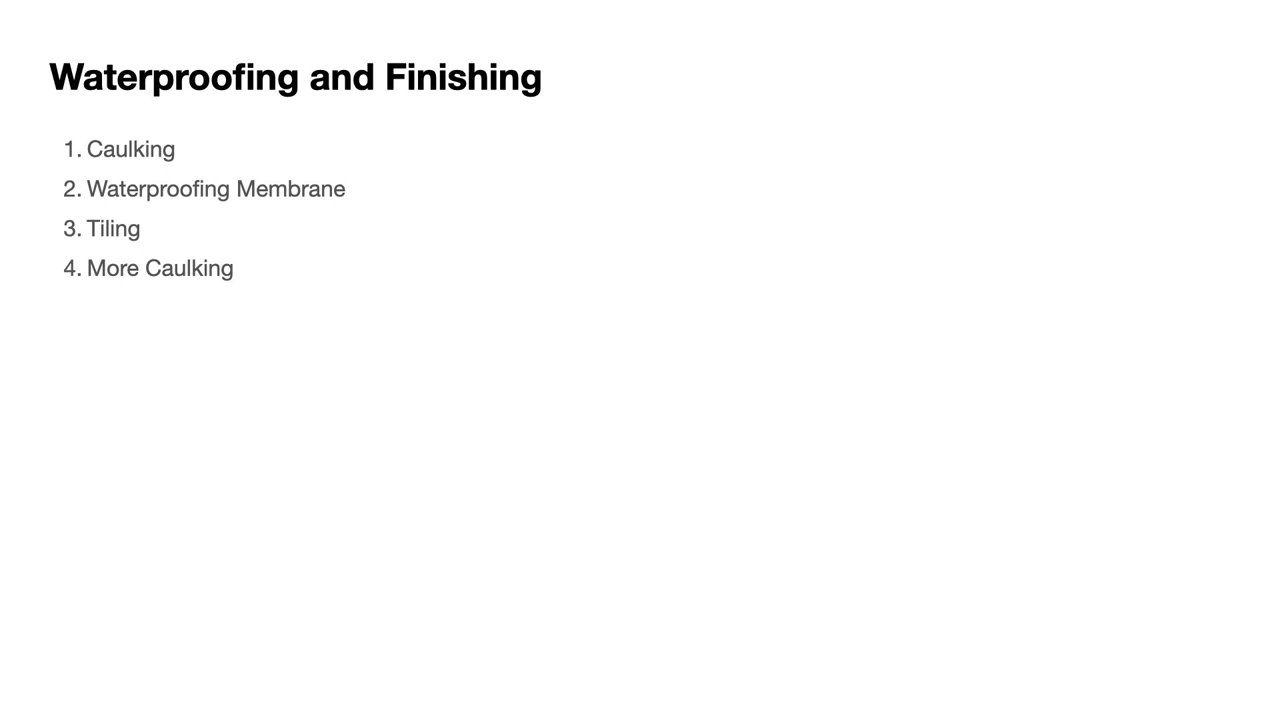 Waterproofing and Finishing
1. Caulking
2. Waterproofing Membrane
3. Tiling
4. More Caulking